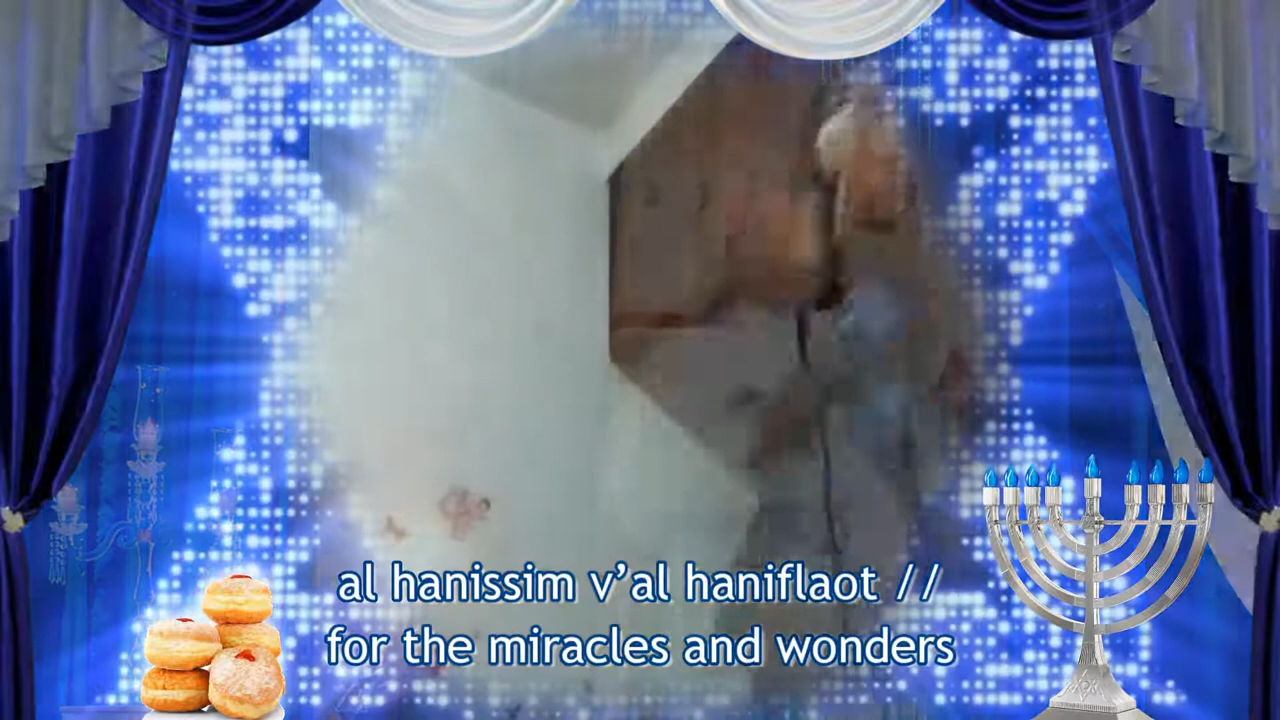 al hanissim v’al haniflaot //
for the miracles and wonders